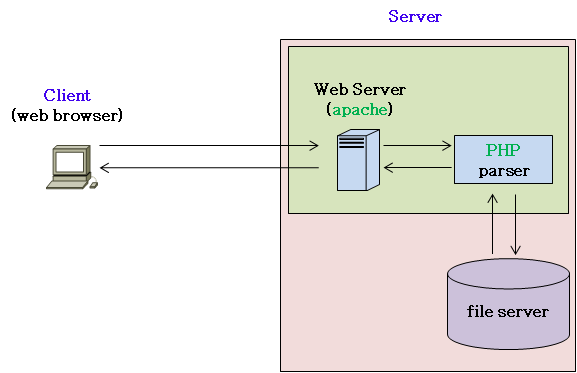 Server
Client
(web browser)
Web Server
(apache)
PHP
parser
file server